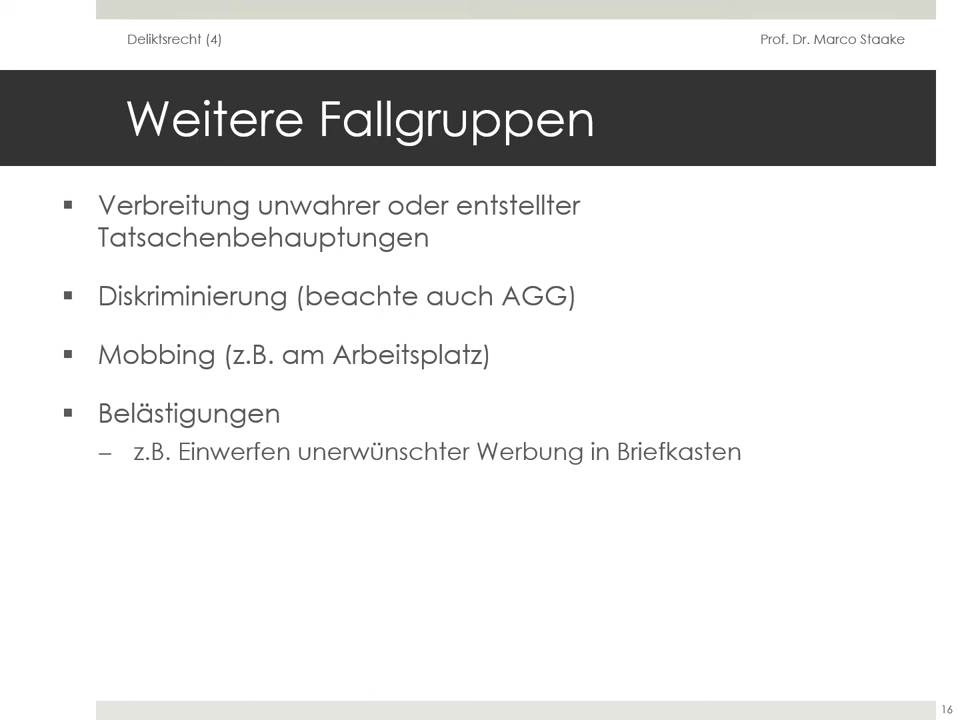 Deliktsrecht (4)
Prof. Dr. Marco Staake
Weitere Fallgruppen
▪ Verbreitung unwahrer oder entstellter
Tatsachenbehauptungen
▪ Diskriminierung (beachte auch AGG)
▪ Mobbing (z.B. am Arbeitsplatz)
▪ Belästigungen
– z.B. Einwerfen unerwünschter Werbung in Briefkasten
16